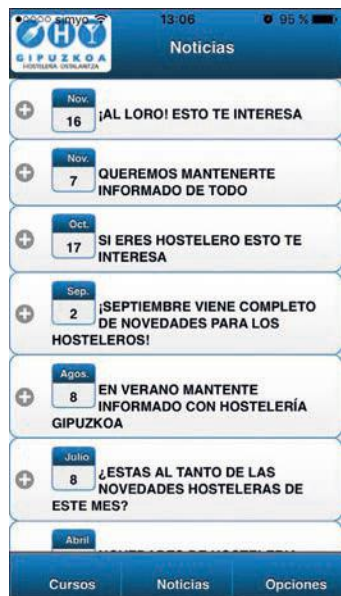 simyo 13:06 95 %
OHY
GIPUZKOA
HOSTELERIA OSTALARITZA
Noticias
Nov.
16
¡AL LORO! ESTO TE INTERESA
Nov.
7
QUEREMOS MANTENERTE
INFORMADO DE TODO
Oct.
17
SI ERES HOSTELERO ESTO TE
INTERESA
Sep.
2
¡SEPTIEMBRE VIENE COMPLETO
DE NOVEDADES PARA LOS
HOSTELEROS!
Agos.
8
EN VERANO MANTENTE
INFORMADO CON HOSTELERÍA
GIPUZKOA
Julio
8
¿ESTAS AL TANTO DE LAS
NOVEDADES HOSTELERAS DE
ESTE MES?
Abril
Cursos Noticias Opciones